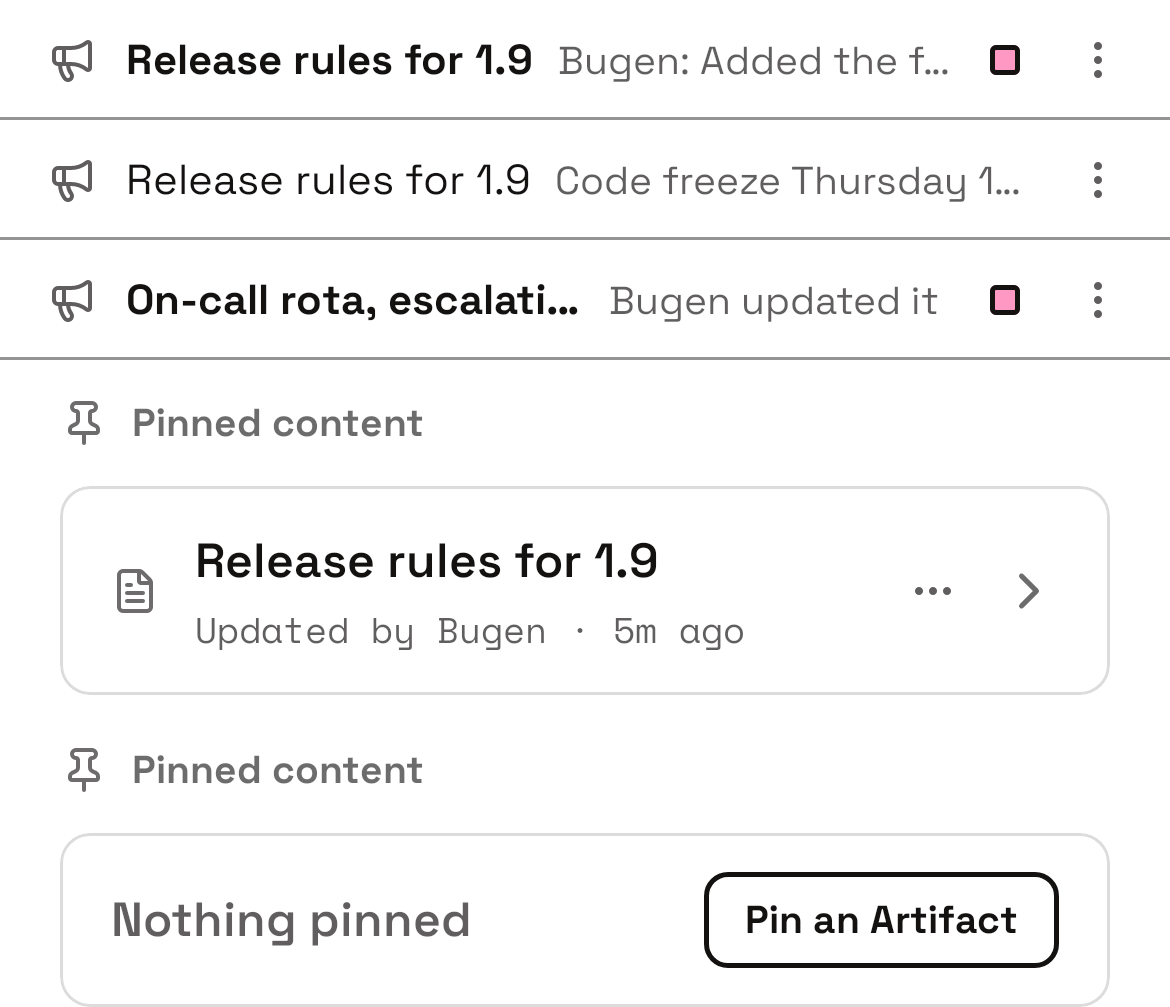 Release rules for 1.9 Bugen: Added the f...
Release rules for 1.9 Code freeze Thursday 1...
On-call rota, escalati... Bugen updated it
Pinned content
Release rules for 1.9
Updated by Bugen · 5m ago
Pinned content
Nothing pinned
Pin an Artifact